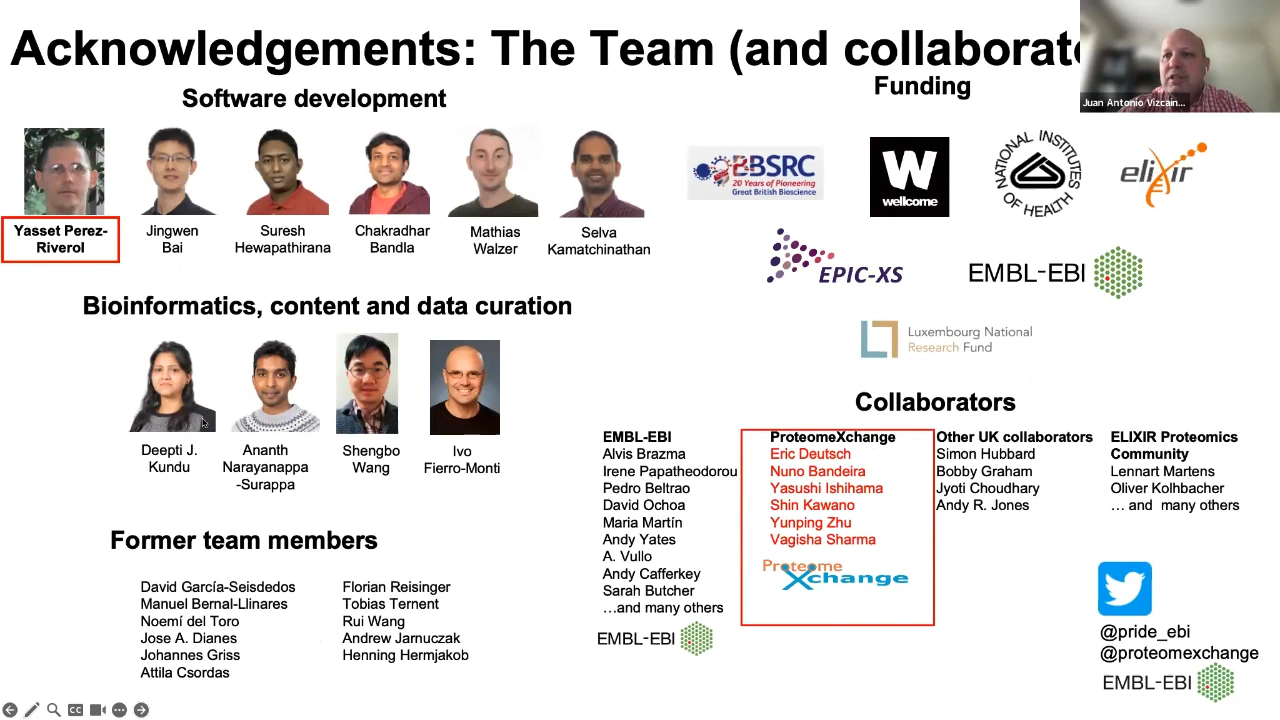 Acknowledgements: The Team (and collaborato
Juan Antonio Vizcaín...
Software development
Yasset Perez-
Riverol
Jingwen
Bai
Suresh
Hewapathirana
Chakradhar
Bandla
Mathias
Walzer
Selva
Kamatchinathan
Bioinformatics, content and data curation
Deepti J.
Kundu
Ananth
Narayanappa
-Surappa
Shengbo
Wang
Ivo
Fierro-Monti
Former team members
David García-Seisdedos
Manuel Bernal-Llinares
Noemí del Toro
Jose A. Dianes
Johannes Griss
Attila Csordas
Florian Reisinger
Tobias Ternent
Rui Wang
Andrew Jarnuczak
Henning Hermjakob
Funding
BBSRC
20 Years of Pioneering
Great British Bioscience
W
wellcome
NATIONAL INSTITUTES
OF HEALTH
elixir
EPIC-XS
EMBL-EBI
Luxembourg National
Research Fund
Collaborators
EMBL-EBI
Alvis Brazma
Irene Papatheodorou
Pedro Beltrao
David Ochoa
Maria Martín
Andy Yates
A. Vullo
Andy Cafferkey
Sarah Butcher
...and many others
EMBL-EBI
ProteomeXchange
Eric Deutsch
Nuno Bandeira
Yasushi Ishihama
Shin Kawano
Yunping Zhu
Vagisha Sharma
Proteome
Xchange
Other UK collaborators
Simon Hubbard
Bobby Graham
Jyoti Choudhary
Andy R. Jones
ELIXIR Proteomics
Community
Lennart Martens
Oliver Kolhbacher
... and many others
@pride_ebi
@proteomexchange
EMBL-EBI
CC